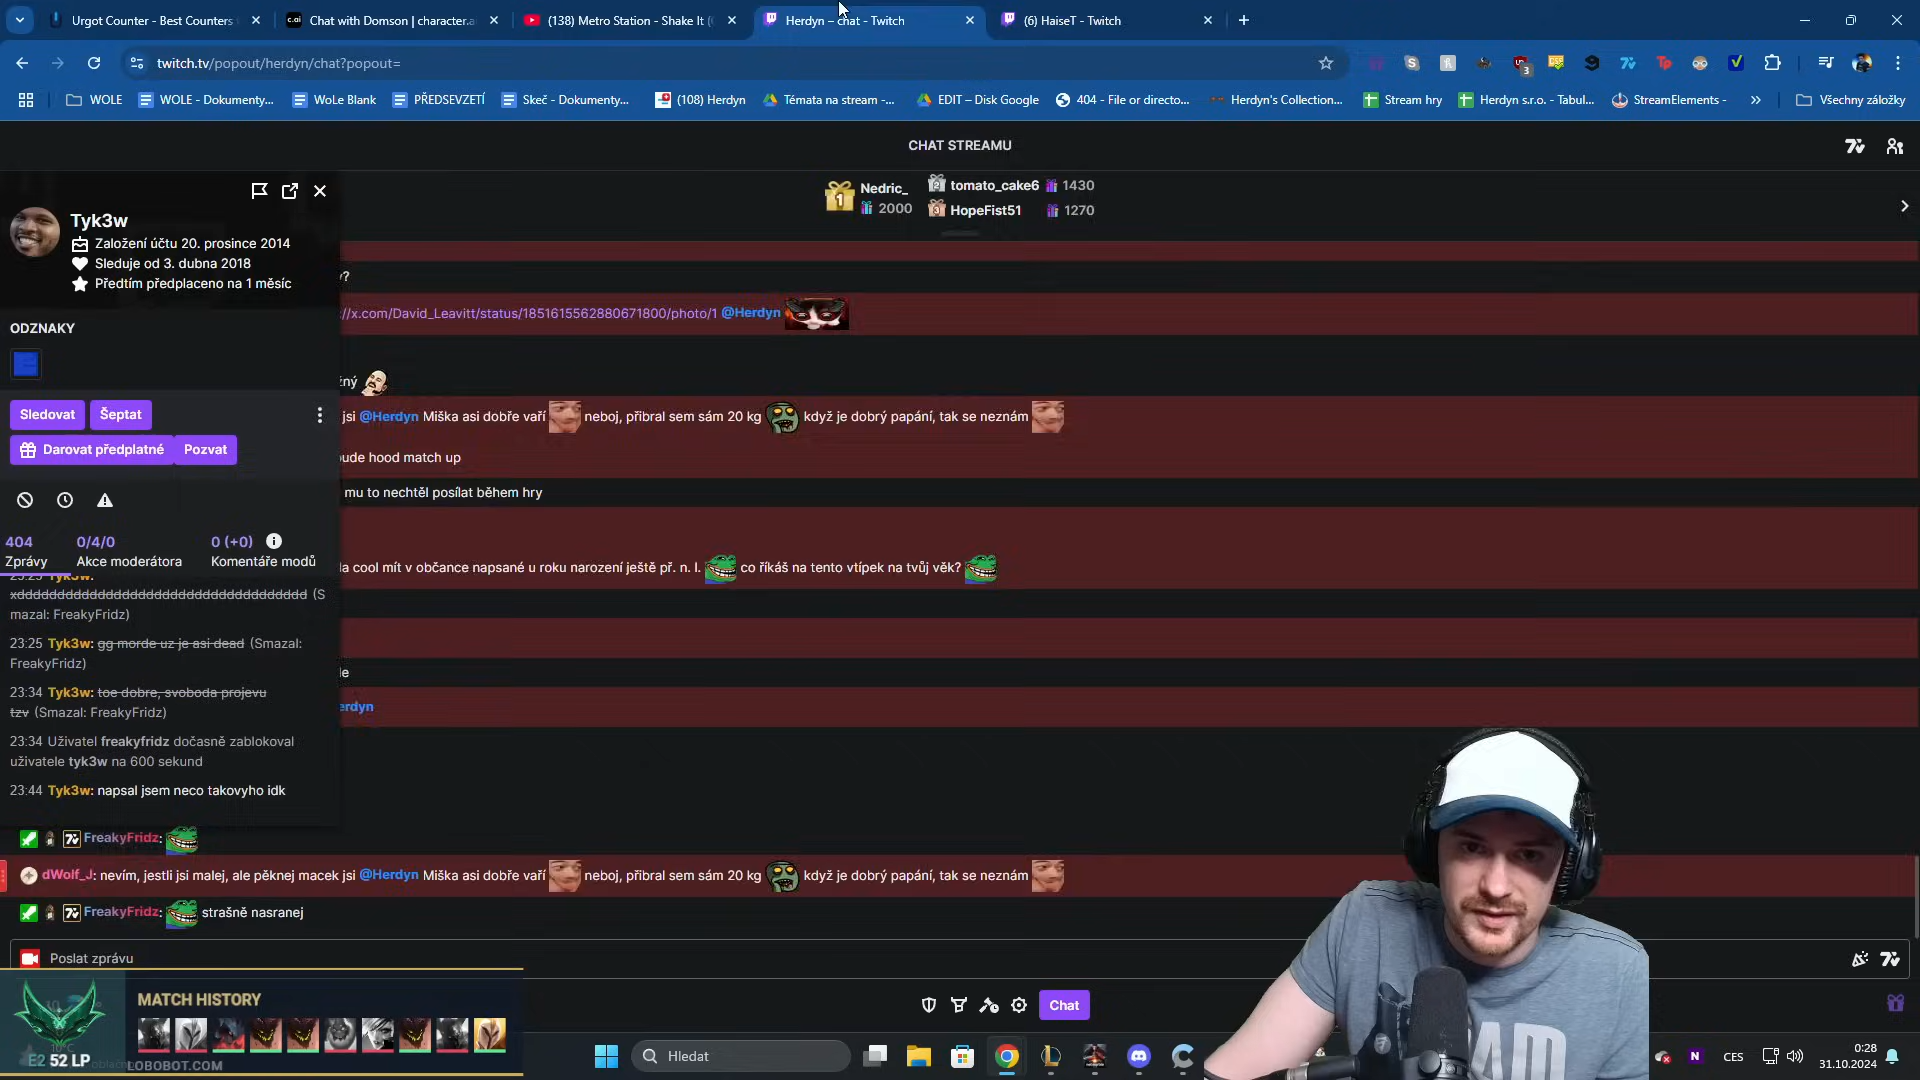 Urgot Counter - Best Counters
Chat with Domson | character.a
(138) Metro Station - Shake It (
Herdyn – chat - Twitch
(6) HaiseT - Twitch
twitch.tv/popout/herdyn/chat?popout=
3
WOLE
WOLE - Dokumenty...
WoLe Blank
PŘEDSEVZETÍ
Skeč - Dokumenty...
(108) Herdyn
Témata na stream -...
EDIT – Disk Google
404 - File or directo...
Herdyn's Collection...
Stream hry
Herdyn s.r.o. - Tabul...
StreamElements -
Všechny záložky
CHAT STREAMU
1
Nedric_
2000
2
tomato_cake6
1430
3
HopeFist51
1270
Tyk3w
Založení účtu 20. prosince 2014
Sleduje od 3. dubna 2018
Předtím předplaceno na 1 měsíc
ODZNAKY
Sledovat
Šeptat
Darovat předplatné
Pozvat
404
Zprávy
0/4/0
Akce moderátora
0 (+0)
Komentáře modů
23:25 Tyk3w:
xddddddddddddddddddddddddddddddddddd (S
mazal: FreakyFridz)
23:25 Tyk3w: gg morde uz je asi dead (Smazal:
FreakyFridz)
23:34 Tyk3w: toe dobre, svoboda projevu
tzv (Smazal: FreakyFridz)
23:34 Uživatel freakyfridz dočasně zablokoval
uživatele tyk3w na 600 sekund
23:44 Tyk3w: napsal jsem neco takovyho idk
y?
//x.com/David_Leavitt/status/1851615562880671800/photo/1 @Herdyn
žný
jsi @Herdyn Miška asi dobře vaří neboj, přibral sem sám 20 kg když je dobrý papání, tak se neznám
ude hood match up
mu to nechtěl posílat během hry
la cool mít v občance napsané u roku narození ještě př. n. l. co říkáš na tento vtípek na tvůj věk?
le
erdyn
FreakyFridz:
dWolf_J: nevím, jestli jsi malej, ale pěknej macek jsi @Herdyn Miška asi dobře vaří neboj, přibral sem sám 20 kg když je dobrý papání, tak se neznám
FreakyFridz: strašně nasranej
Poslat zprávu
Chat
MATCH HISTORY
E2 52 LP
LOBOBOT.COM
Hledat
CES
0:28
31.10.2024